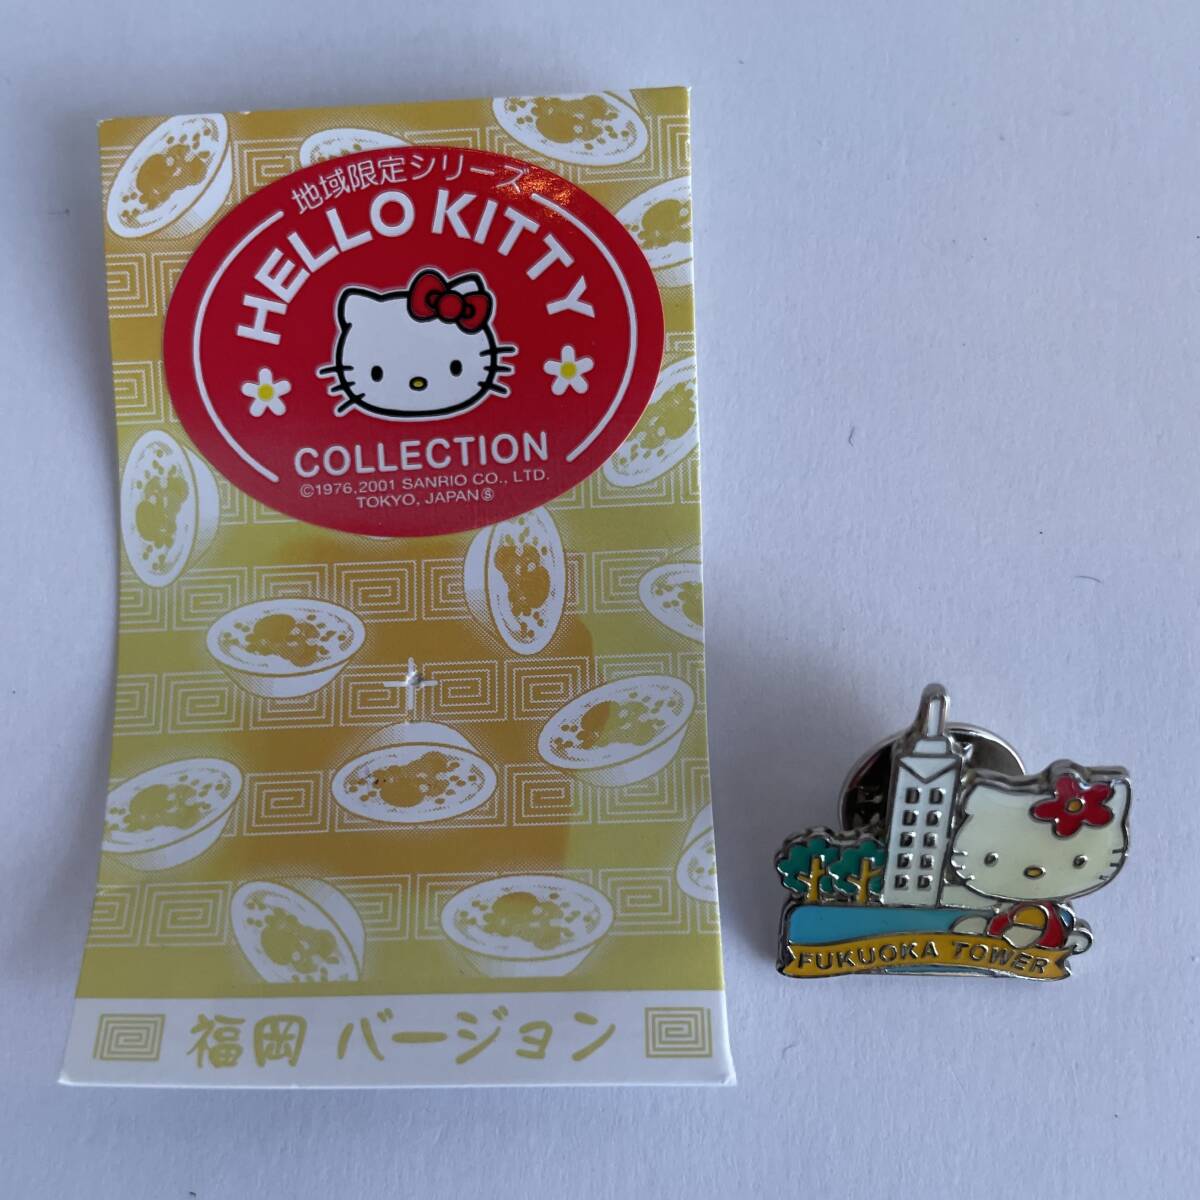 地域限定シリーズ
HELLO KITTY
COLLECTION
©1976,2001 SANRIO CO., LTD.
TOKYO, JAPANⓈ
福岡 バージョン
FUKUOKA TOWER